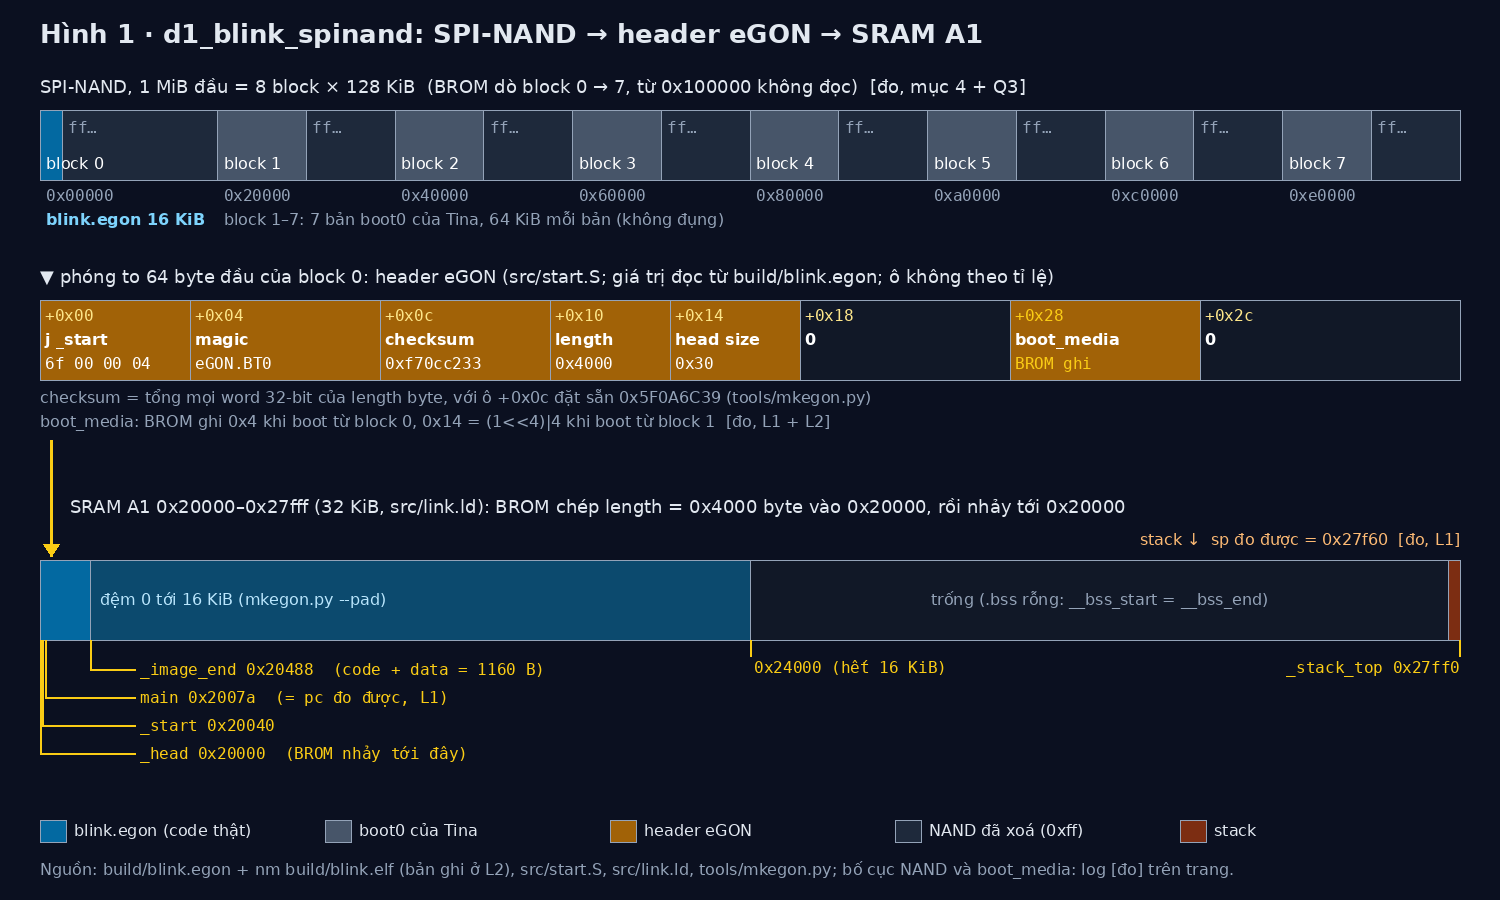 Hình 1 · d1_blink_spinand: SPI-NAND → header eGON → SRAM A1
SPI-NAND, 1 MiB đầu = 8 block × 128 KiB (BROM dò block 0 → 7, từ 0x100000 không đọc) [đo, mục 4 + Q3]
ff… ff… ff… ff… ff… ff… ff… ff…
block 0 block 1 block 2 block 3 block 4 block 5 block 6 block 7
0x00000 0x20000 0x40000 0x60000 0x80000 0xa0000 0xc0000 0xe0000
blink.egon 16 KiB block 1–7: 7 bản boot0 của Tina, 64 KiB mỗi bản (không đụng)
▼ phóng to 64 byte đầu của block 0: header eGON (src/start.S; giá trị đọc từ build/blink.egon; ô không theo tỉ lệ)
+0x00 +0x04 +0x0c +0x10 +0x14 +0x18 +0x28 +0x2c
j _start magic checksum length head size 0 boot_media 0
6f 00 00 04 eGON.BT0 0xf70cc233 0x4000 0x30 BROM ghi
checksum = tổng mọi word 32-bit của length byte, với ô +0x0c đặt sẵn 0x5F0A6C39 (tools/mkegon.py)
boot_media: BROM ghi 0x4 khi boot từ block 0, 0x14 = (1<<4)|4 khi boot từ block 1 [đo, L1 + L2]
SRAM A1 0x20000–0x27fff (32 KiB, src/link.ld): BROM chép length = 0x4000 byte vào 0x20000, rồi nhảy tới 0x20000
stack ↓ sp đo được = 0x27f60 [đo, L1]
đệm 0 tới 16 KiB (mkegon.py --pad) trống (.bss rỗng: __bss_start = __bss_end)
_image_end 0x20488 (code + data = 1160 B) 0x24000 (hết 16 KiB) _stack_top 0x27ff0
main 0x2007a (= pc đo được, L1)
_start 0x20040
_head 0x20000 (BROM nhảy tới đây)
blink.egon (code thật) boot0 của Tina header eGON NAND đã xoá (0xff) stack
Nguồn: build/blink.egon + nm build/blink.elf (bản ghi ở L2), src/start.S, src/link.ld, tools/mkegon.py; bố cục NAND và boot_media: log [đo] trên trang.